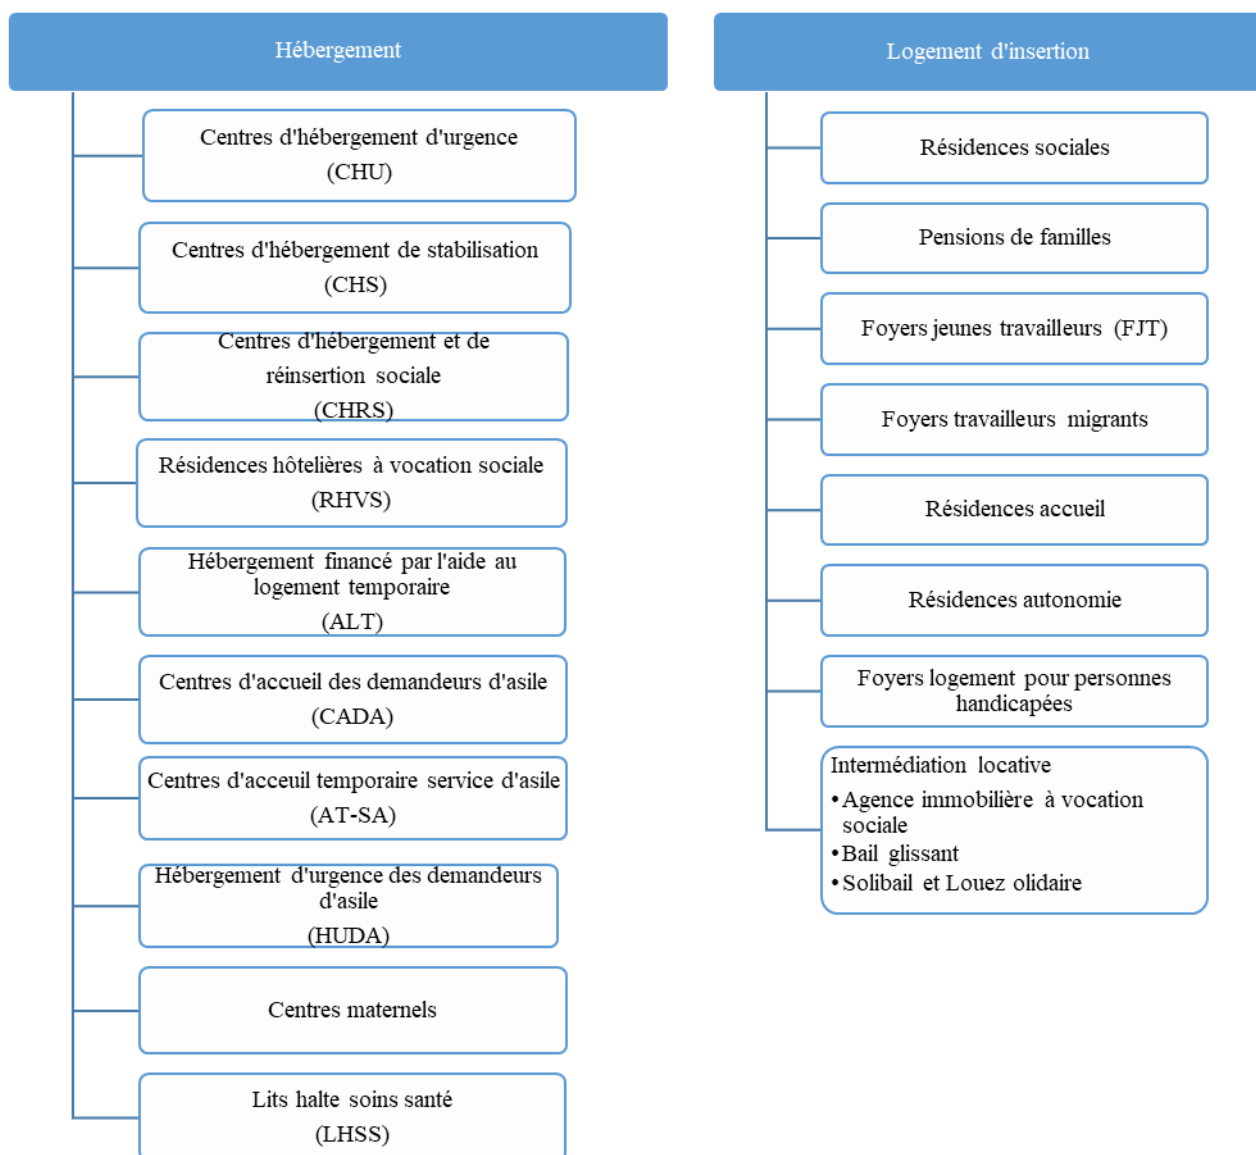 Hébergement
Centres d'hébergement d'urgence
(CHU)
Centres d'hébergement de stabilisation
(CHS)
Centres d'hébergement et de
réinsertion sociale
(CHRS)
Résidences hôtelières à vocation sociale
(RHVS)
Hébergement financé par l'aide au
logement temporaire
(ALT)
Centres d'accueil des demandeurs d'asile
(CADA)
Centres d'acceuil temporaire service d'asile
(AT-SA)
Hébergement d'urgence des demandeurs
d'asile
(HUDA)
Centres maternels
Lits halte soins santé
(LHSS)
Logement d'insertion
Résidences sociales
Pensions de familles
Foyers jeunes travailleurs (FJT)
Foyers travailleurs migrants
Résidences accueil
Résidences autonomie
Foyers logement pour personnes
handicapées
Intermédiation locative
•Agence immobilière à vocation
sociale
•Bail glissant
•Solibail et Louez olidaire